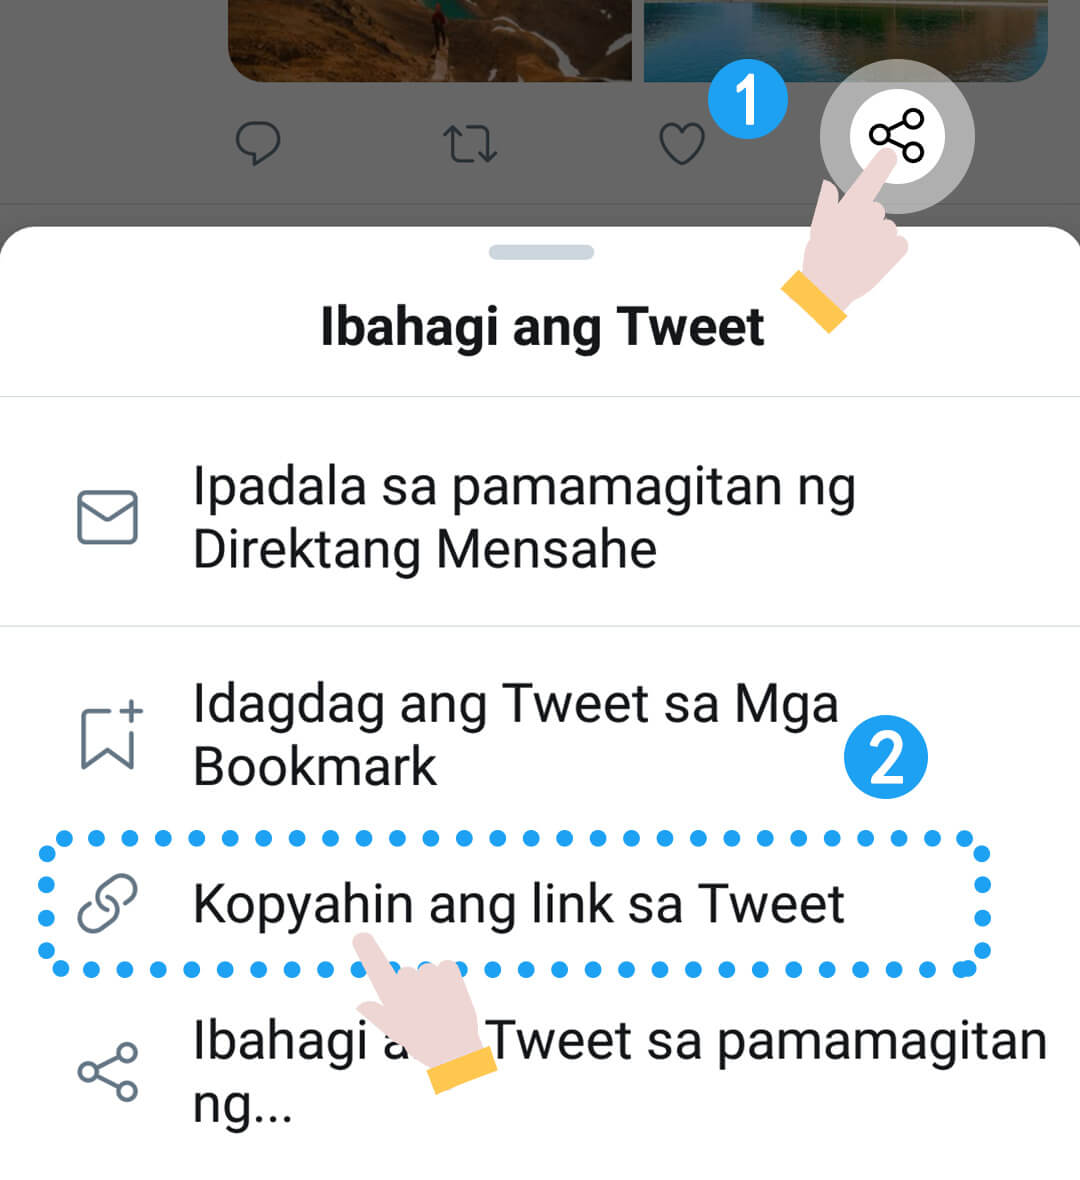 1
Ibahagi ang Tweet
Ipadala sa pamamagitan ng
Direktang Mensahe
Idagdag ang Tweet sa Mga
Bookmark
2
Kopyahin ang link sa Tweet
Ibahagi Tweet sa pamamagitan
ng...